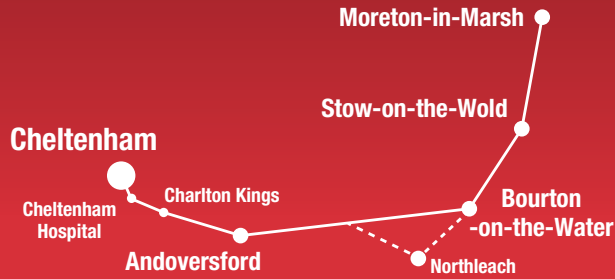 Moreton-in-Marsh
Stow-on-the-Wold
Cheltenham
Charlton Kings
Cheltenham
Hospital
Bourton
-on-the-Water
Andoversford
Northleach